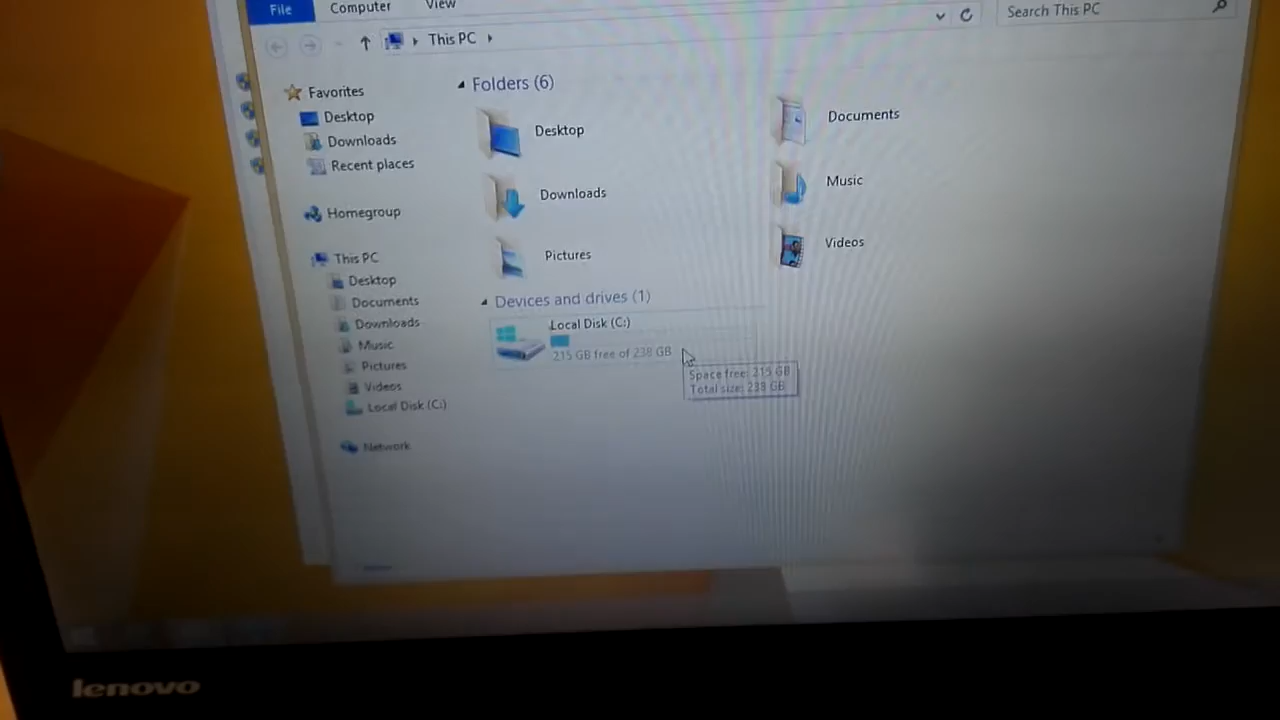 File
Computer
View
This PC
Search This PC
Favorites
Desktop
Downloads
Recent places
Homegroup
This PC
Desktop
Documents
Downloads
Music
Pictures
Videos
Local Disk (C:)
Network
Folders (6)
Desktop
Documents
Downloads
Music
Pictures
Videos
Devices and drives (1)
Local Disk (C:)
215 GB free of 238 GB
Space free: 215 GB
Total size: 238 GB
lenovo